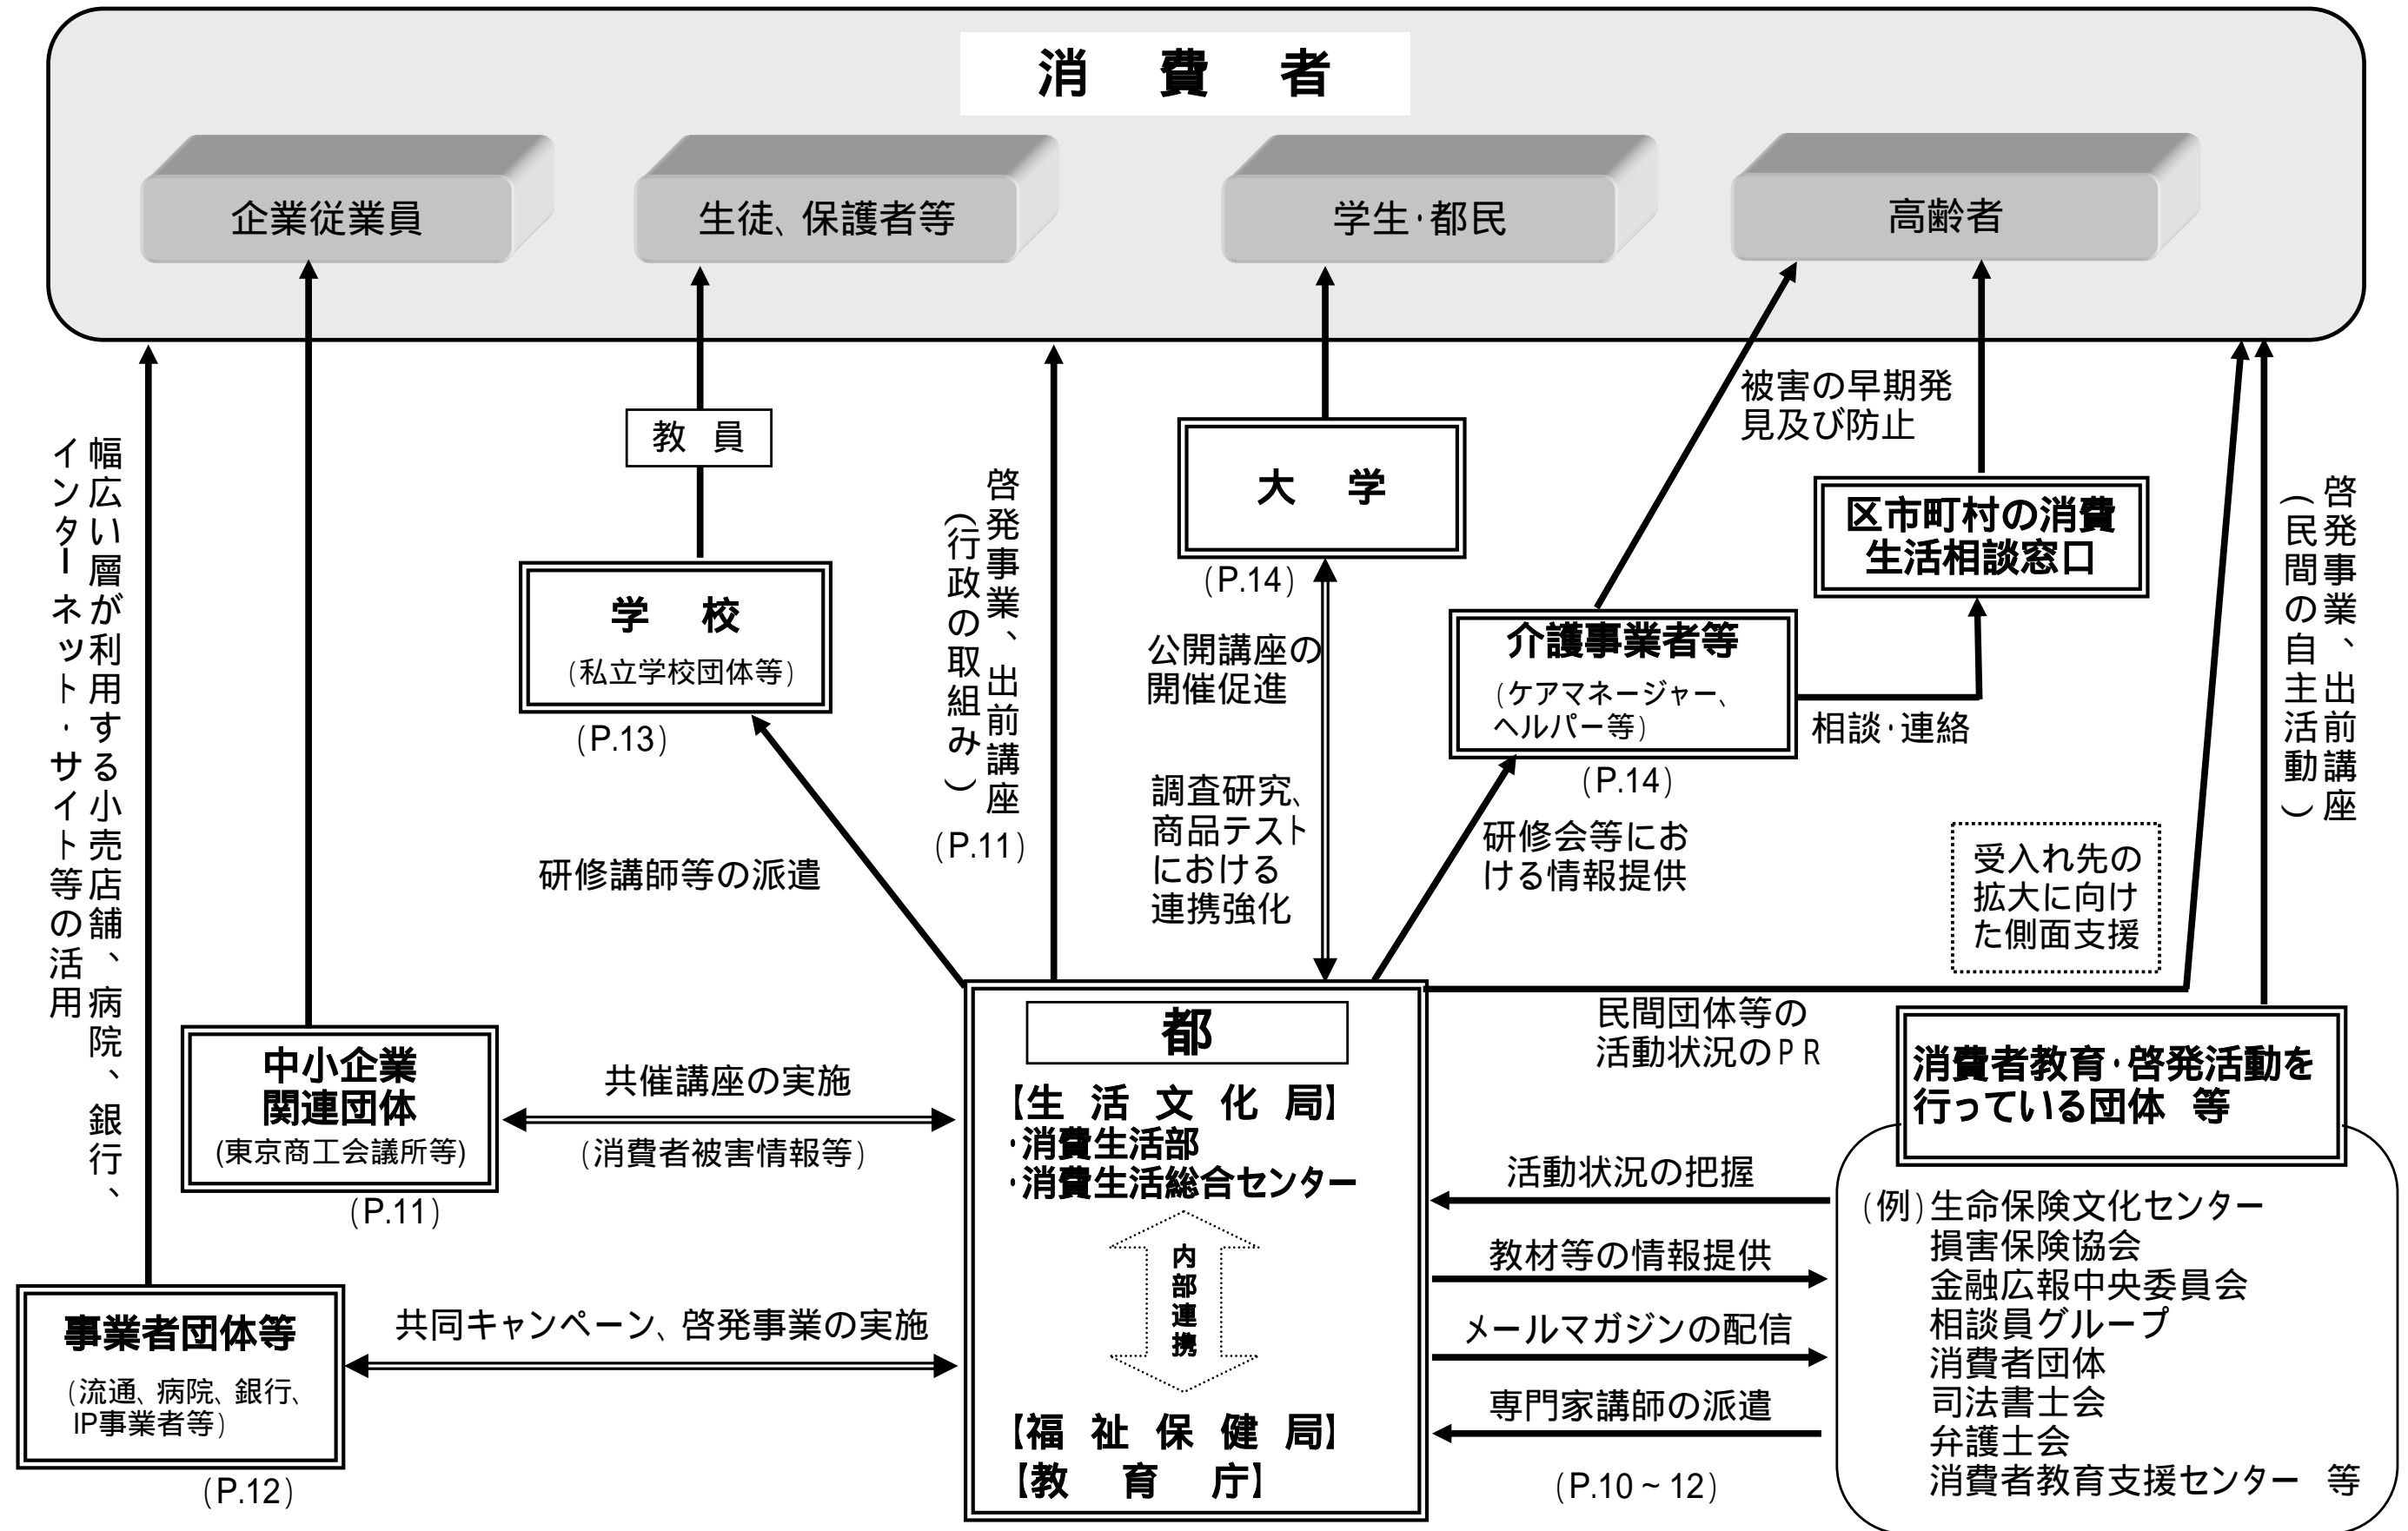 消 費 者
企業従業員
生徒、保護者等
学生・都民
高齢者
幅広い層が利用する小売店舗、病院、銀行、
インターネット・サイト等の活用
教 員
学 校
(私立学校団体等)
(P.13)
研修講師等の派遣
啓発事業、出前講座
(行政の取組み)
(P.11)
大 学
(P.14)
公開講座の
開催促進
調査研究、
商品テスト
における
連携強化
被害の早期発
見及び防止
区市町村の消費
生活相談窓口
介護事業者等
(ケアマネージャー、
ヘルパー等)
(P.14)
相談・連絡
研修会等にお
ける情報提供
啓発事業、出前講座
(民間の自主活動)
受入れ先の
拡大に向け
た側面支援
民間団体等の
活動状況のPR
中小企業
関連団体
(東京商工会議所等)
(P.11)
共催講座の実施
(消費者被害情報等)
事業者団体等
(流通、病院、銀行、
IP事業者等)
(P.12)
共同キャンペーン、啓発事業の実施
都
【生 活 文 化 局】
・消費生活部
・消費生活総合センター
内部連携
【福 祉 保 健 局】
【教 育 庁】
活動状況の把握
教材等の情報提供
メールマガジンの配信
専門家講師の派遣
(P.10~12)
消費者教育・啓発活動を
行っている団体 等
(例)生命保険文化センター
損害保険協会
金融広報中央委員会
相談員グループ
消費者団体
司法書士会
弁護士会
消費者教育支援センター 等